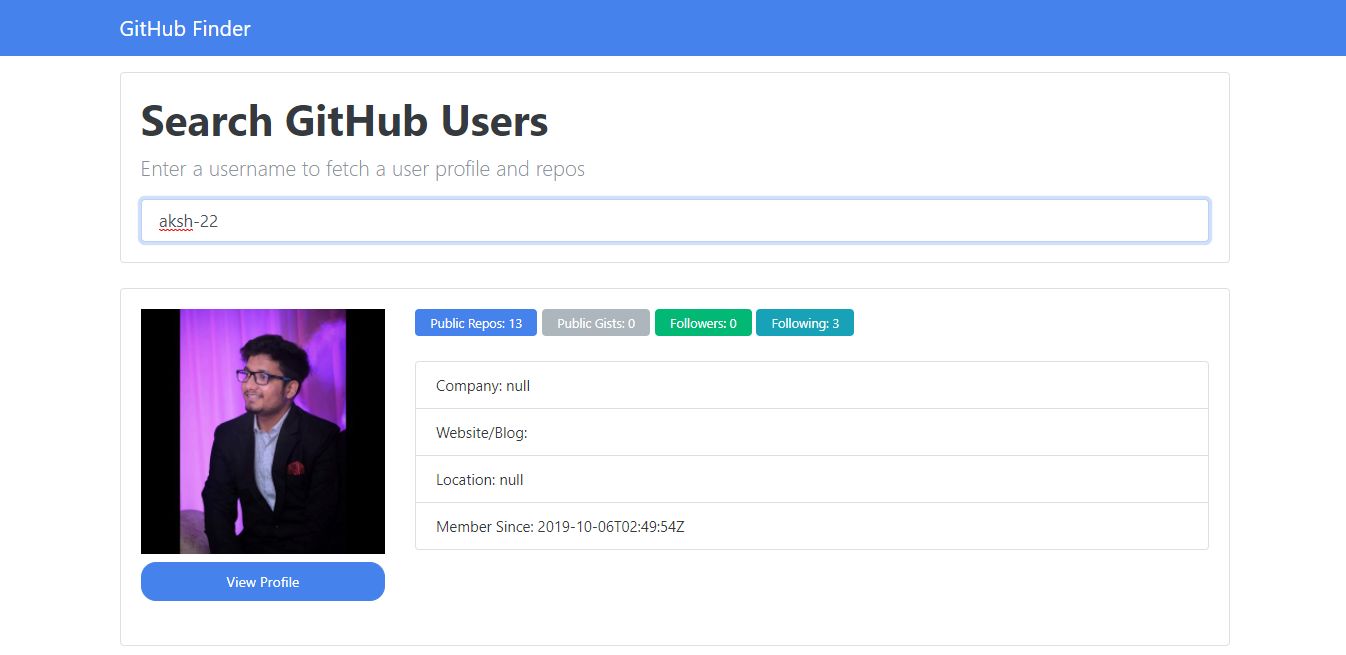 GitHub Finder
Search GitHub Users
Enter a username to fetch a user profile and repos
aksh-22
Public Repos: 13 Public Gists: 0 Followers: 0 Following: 3
Company: null
Website/Blog:
Location: null
Member Since: 2019-10-06T02:49:54Z
View Profile